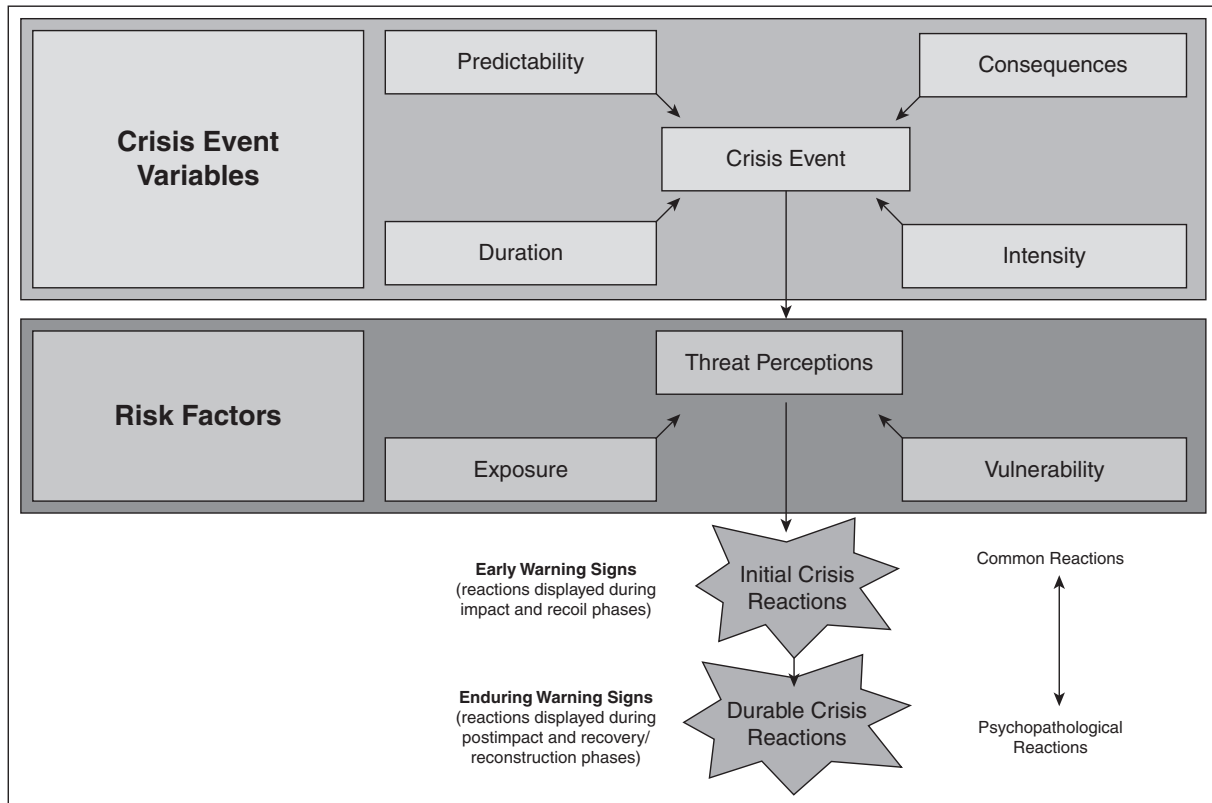 Crisis Event
Variables
Predictability
Consequences
Crisis Event
Duration
Intensity
Risk Factors
Threat Perceptions
Exposure
Vulnerability
Early Warning Signs
(reactions displayed during
impact and recoil phases)
Initial Crisis
Reactions
Common Reactions
Enduring Warning Signs
(reactions displayed during
postimpact and recovery/
reconstruction phases)
Durable Crisis
Reactions
Psychopathological
Reactions